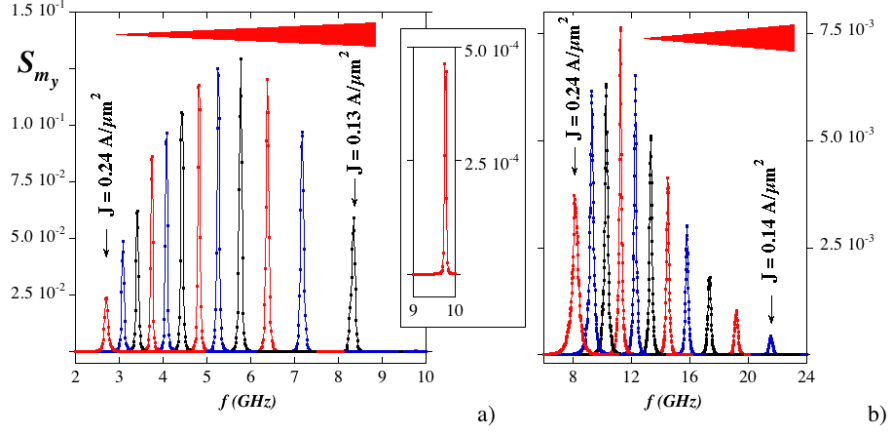 1.5 10⁻¹
S_{m_y}
1.0 10⁻¹
7.5 10⁻²
5.0 10⁻²
2.5 10⁻²
J = 0.24 A/μm²
J = 0.13 A/μm²
2 3 4 5 6 7 8 9 10
f (GHz)
a)
5.0 10⁻⁴
2.5 10⁻⁴
9 10
J = 0.24 A/μm²
J = 0.14 A/μm²
7.5 10⁻³
5.0 10⁻³
2.5 10⁻³
8 12 16 20 24
f (GHz)
b)